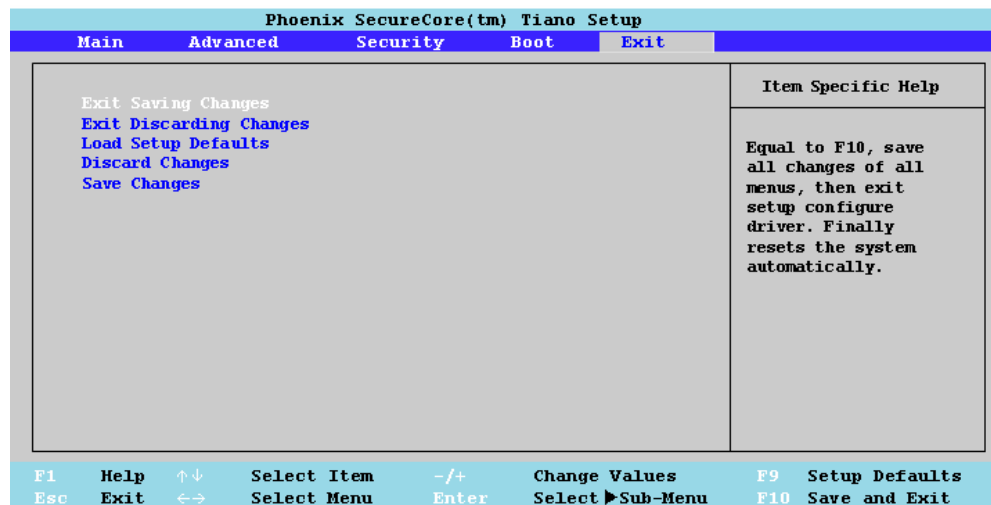 Phoenix SecureCore(tm) Tiano Setup
Main Advanced Security Boot Exit
Exit Saving Changes
Exit Discarding Changes
Load Setup Defaults
Discard Changes
Save Changes
Item Specific Help
Equal to F10, save
all changes of all
menus, then exit
setup configure
driver. Finally
resets the system
automatically.
F1 Help ↑↓ Select Item -/+ Change Values F9 Setup Defaults
Esc Exit ←→ Select Menu Enter Select ▶Sub-Menu F10 Save and Exit